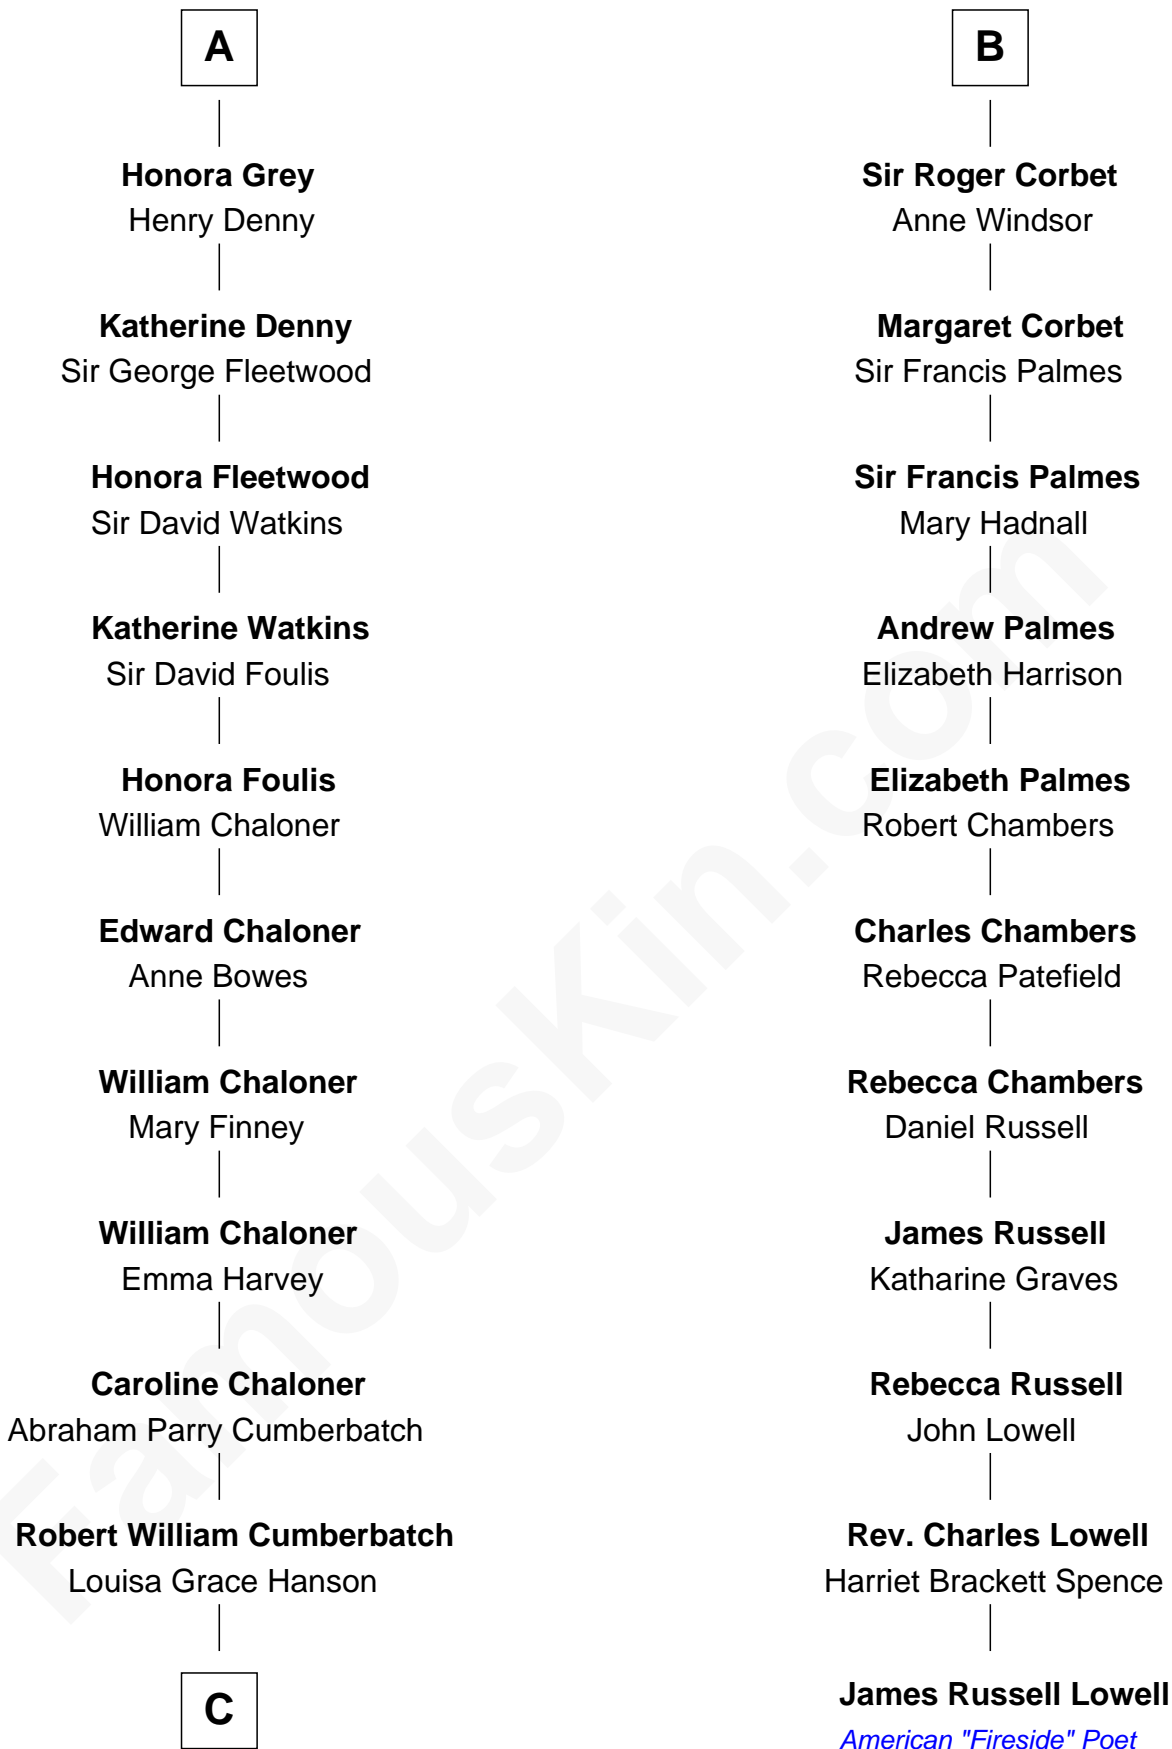 A
Honora Grey
Henry Denny
Katherine Denny
Sir George Fleetwood
Honora Fleetwood
Sir David Watkins
Katherine Watkins
Sir David Foulis
Honora Foulis
William Chaloner
Edward Chaloner
Anne Bowes
William Chaloner
Mary Finney
William Chaloner
Emma Harvey
Caroline Chaloner
Abraham Parry Cumberbatch
Robert William Cumberbatch
Louisa Grace Hanson
C
B
Sir Roger Corbet
Anne Windsor
Margaret Corbet
Sir Francis Palmes
Sir Francis Palmes
Mary Hadnall
Andrew Palmes
Elizabeth Harrison
Elizabeth Palmes
Robert Chambers
Charles Chambers
Rebecca Patefield
Rebecca Chambers
Daniel Russell
James Russell
Katharine Graves
Rebecca Russell
John Lowell
Rev. Charles Lowell
Harriet Brackett Spence
James Russell Lowell
American "Fireside" Poet
FamousKin.com